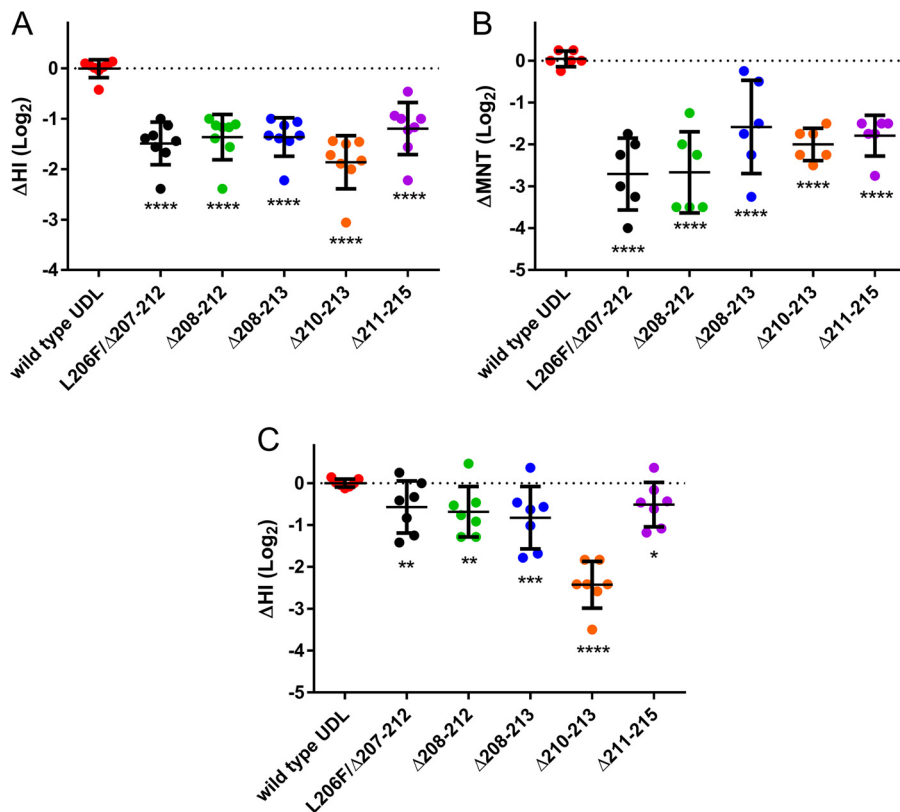 A
ΔHI (Log₂)
0
-1
-2
-3
-4
**** **** **** **** ****
wild type UDL
L206F/Δ207-212
Δ208-212
Δ208-213
Δ210-213
Δ211-215
B
ΔMNT (Log₂)
0
-1
-2
-3
-4
-5
**** **** **** **** ****
wild type UDL
L206F/Δ207-212
Δ208-212
Δ208-213
Δ210-213
Δ211-215
C
ΔHI (Log₂)
0
-1
-2
-3
-4
-5
** ** *** **** *
wild type UDL
L206F/Δ207-212
Δ208-212
Δ208-213
Δ210-213
Δ211-215